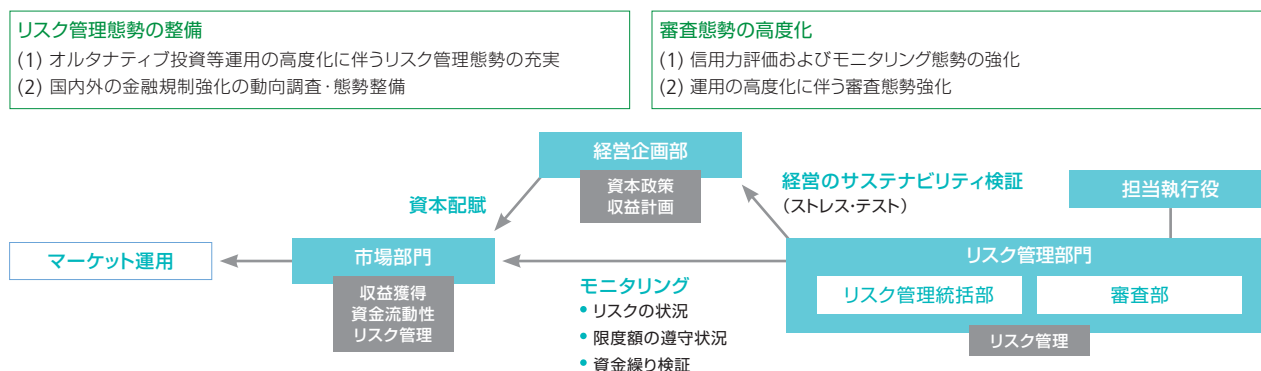 リスク管理態勢の整備
(1) オルタナティブ投資等運用の高度化に伴うリスク管理態勢の充実
(2) 国内外の金融規制強化の動向調査・態勢整備
審査態勢の高度化
(1) 信用力評価およびモニタリング態勢の強化
(2) 運用の高度化に伴う審査態勢強化
経営企画部
資本政策
収益計画
経営のサステナビリティ検証
(ストレス・テスト)
担当執行役
資本配賦
マーケット運用
市場部門
収益獲得
資金流動性
リスク管理
モニタリング
• リスクの状況
• 限度額の遵守状況
• 資金繰り検証
リスク管理部門
リスク管理統括部
審査部
リスク管理